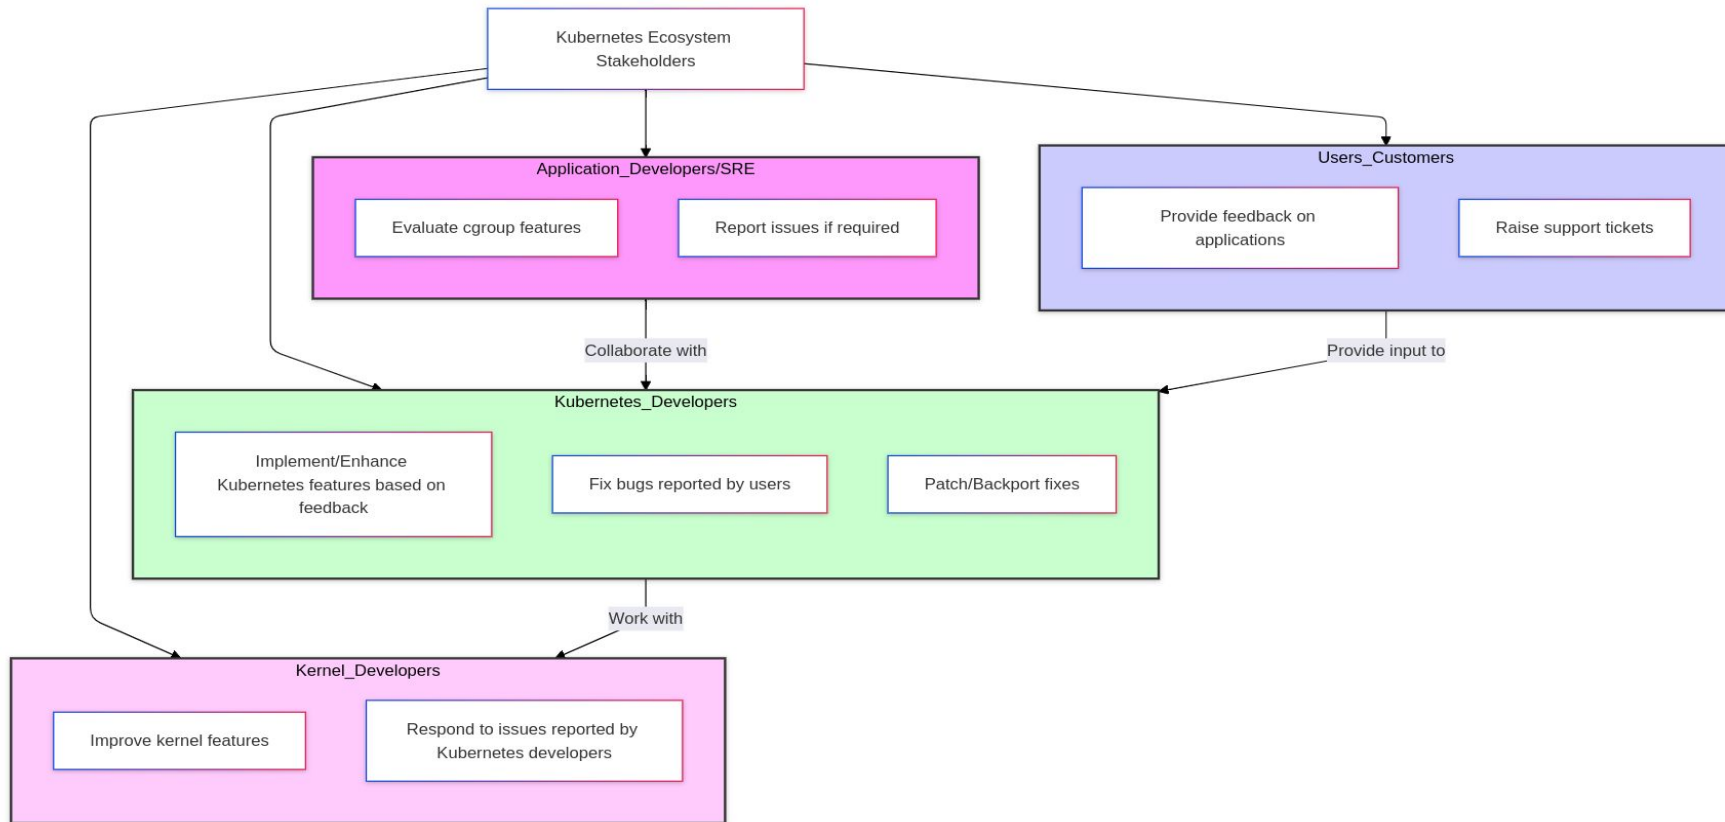 Kubernetes Ecosystem
Stakeholders
Application_Developers/SRE
Evaluate cgroup features
Report issues if required
Users_Customers
Provide feedback on
applications
Raise support tickets
Collaborate with
Provide input to
Kubernetes_Developers
Implement/Enhance
Kubernetes features based on
feedback
Fix bugs reported by users
Patch/Backport fixes
Work with
Kernel_Developers
Improve kernel features
Respond to issues reported by
Kubernetes developers